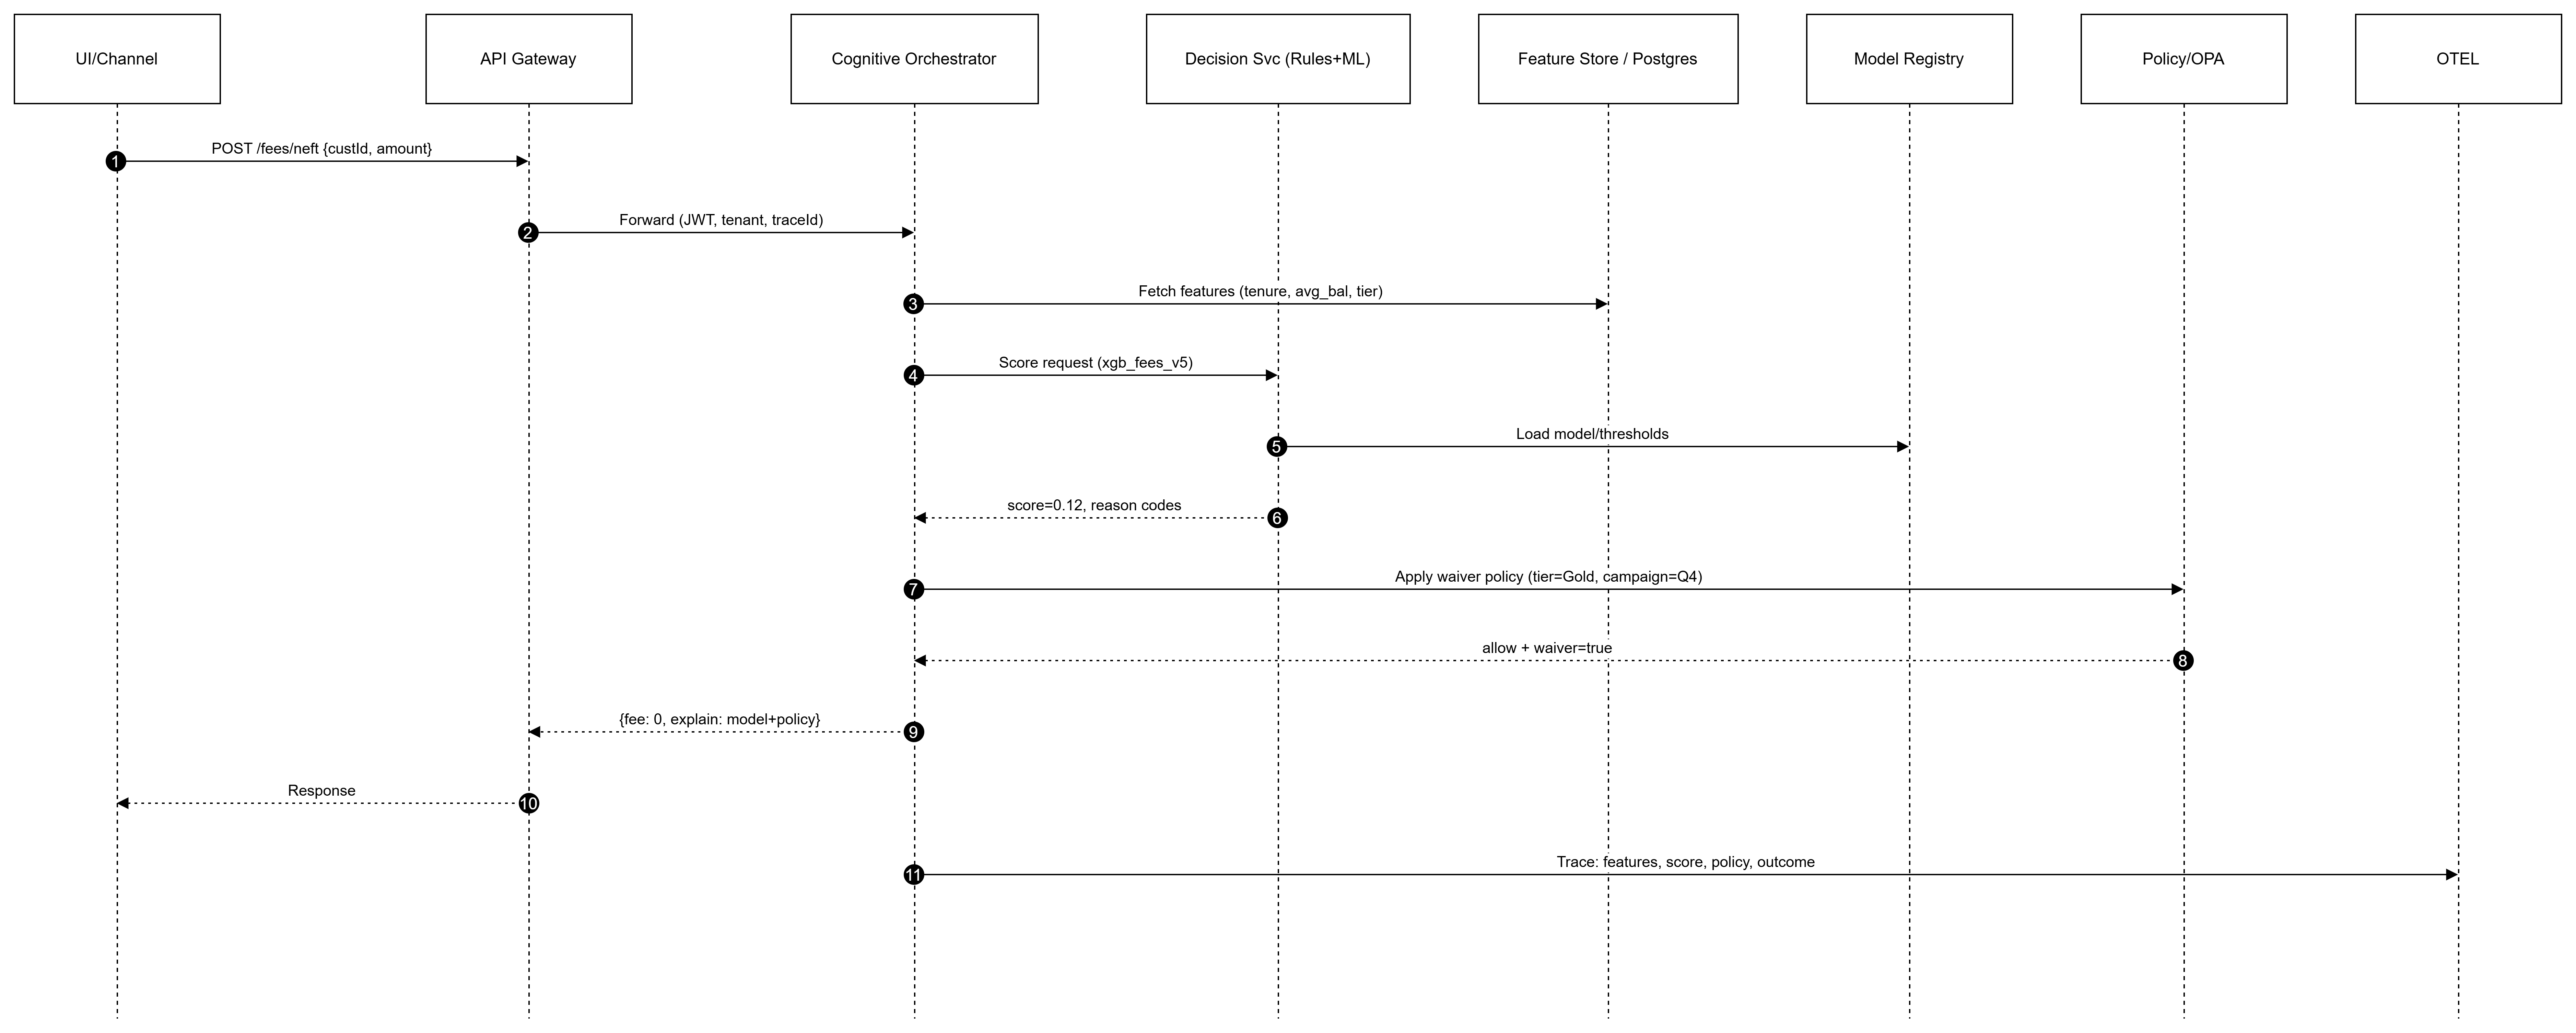 UI/Channel
API Gateway
Cognitive Orchestrator
Decision Svc (Rules+ML)
Feature Store / Postgres
Model Registry
Policy/OPA
OTEL
POST /fees/neft {custId, amount}
1
Forward (JWT, tenant, traceId)
2
Fetch features (tenure, avg_bal, tier)
3
Score request (xgb_fees_v5)
4
Load model/thresholds
5
score=0.12, reason codes
6
Apply waiver policy (tier=Gold, campaign=Q4)
7
allow + waiver=true
8
{fee: 0, explain: model+policy}
9
Response
10
Trace: features, score, policy, outcome
11